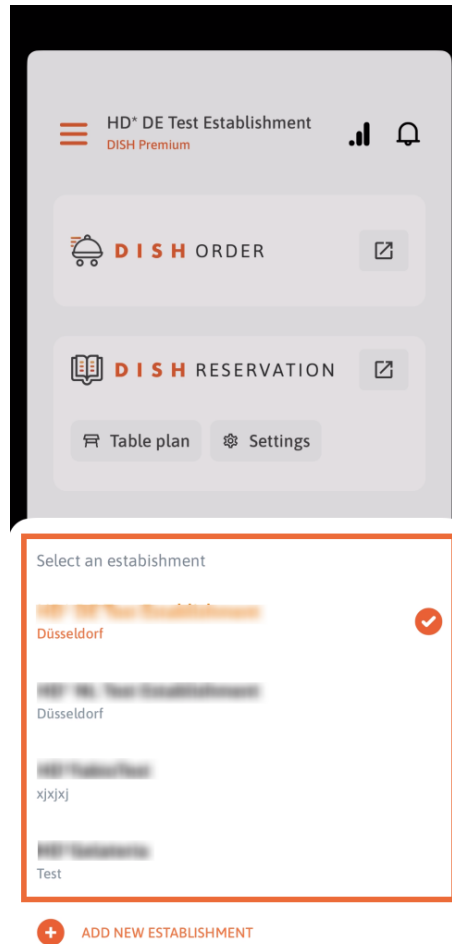 HD* DE Test Establishment
DISH Premium
DISH ORDER
DISH RESERVATION
Table plan
Settings
Select an estabishment
Düsseldorf
Düsseldorf
xjxjxj
Test
ADD NEW ESTABLISHMENT